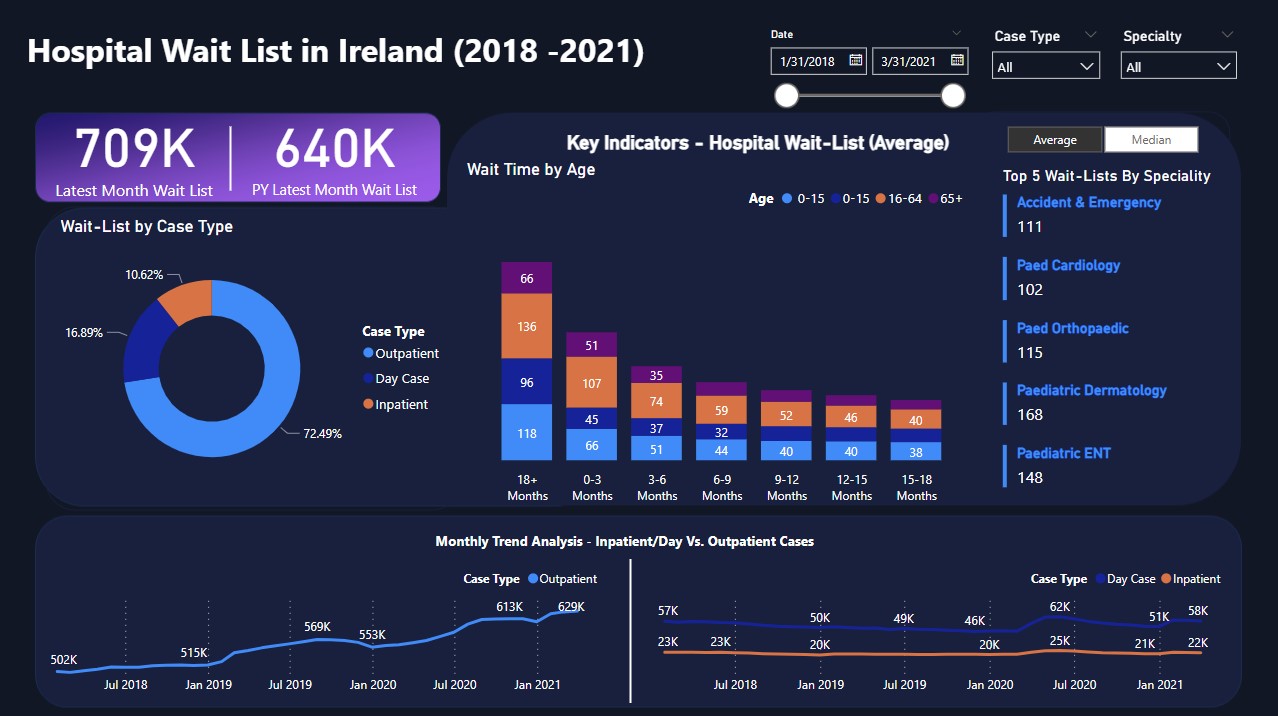 Hospital Wait List in Ireland (2018 -2021)
Date
1/31/2018
3/31/2021
Case Type
All
Specialty
All
709K
Latest Month Wait List
640K
PY Latest Month Wait List
Wait-List by Case Type
10.62%
16.89%
72.49%
Case Type
Outpatient
Day Case
Inpatient
Key Indicators - Hospital Wait-List (Average)
Wait Time by Age
Age 0-15 0-15 16-64 65+
66
136
96
118
51
107
45
66
35
74
37
51
59
32
44
52
40
46
40
40
38
18+ Months
0-3 Months
3-6 Months
6-9 Months
9-12 Months
12-15 Months
15-18 Months
Average
Median
Top 5 Wait-Lists By Speciality
Accident & Emergency
111
Paed Cardiology
102
Paed Orthopaedic
115
Paediatric Dermatology
168
Paediatric ENT
148
Monthly Trend Analysis - Inpatient/Day Vs. Outpatient Cases
Case Type Outpatient
502K
515K
569K
553K
613K
629K
Jul 2018
Jan 2019
Jul 2019
Jan 2020
Jul 2020
Jan 2021
Case Type Day Case Inpatient
57K
50K
49K
46K
62K
51K
58K
23K
23K
20K
20K
25K
21K
22K
Jul 2018
Jan 2019
Jul 2019
Jan 2020
Jul 2020
Jan 2021